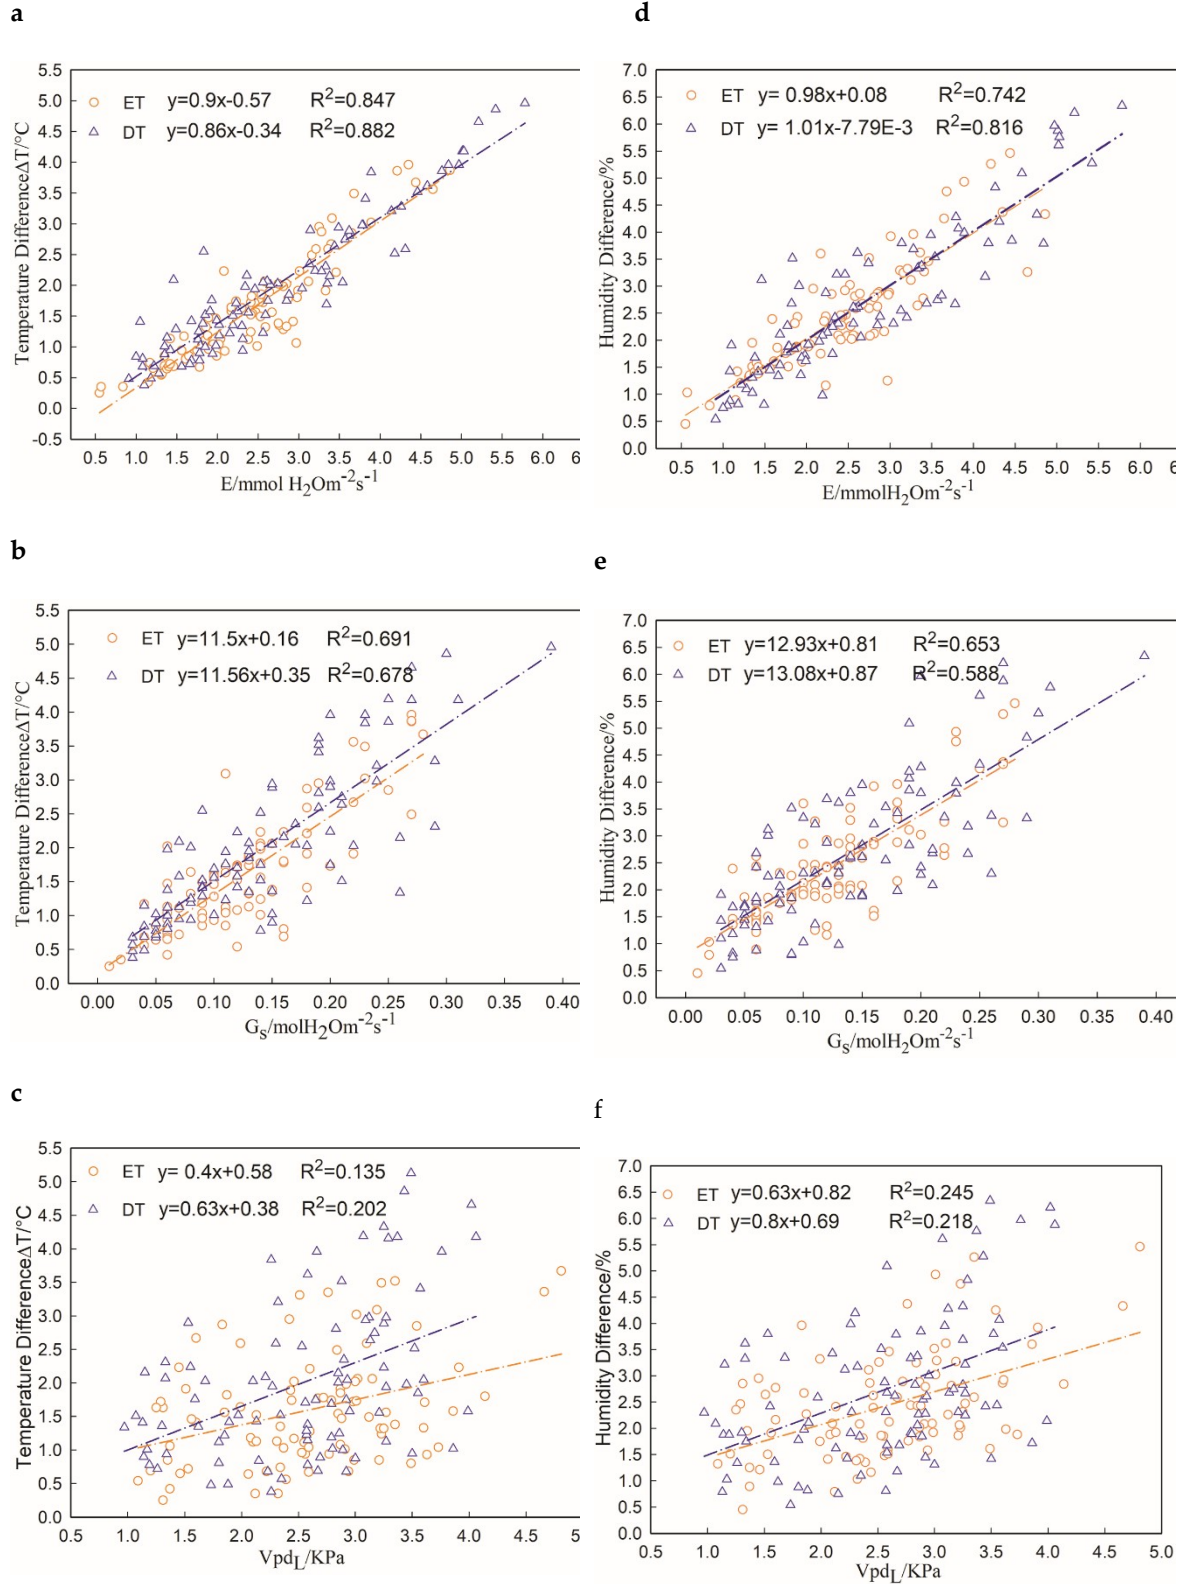 a
5.5
5.0
4.5
4.0
3.5
3.0
2.5
2.0
1.5
1.0
0.5
0.0
-0.5
Temperature DifferenceΔT/°C
ET y=0.9x-0.57 R²=0.847
DT y=0.86x-0.34 R²=0.882
0.5 1.0 1.5 2.0 2.5 3.0 3.5 4.0 4.5 5.0 5.5 6.0 6
E/mmol H₂Om⁻²s⁻¹
d
7.0
6.5
6.0
5.5
5.0
4.5
4.0
3.5
3.0
2.5
2.0
1.5
1.0
0.5
0.0
Humidity Difference/%
ET y= 0.98x+0.08 R²=0.742
DT y= 1.01x-7.79E-3 R²=0.816
0.5 1.0 1.5 2.0 2.5 3.0 3.5 4.0 4.5 5.0 5.5 6.0 6
E/mmolH₂Om⁻²s⁻¹
b
5.5
5.0
4.5
4.0
3.5
3.0
2.5
2.0
1.5
1.0
0.5
0.0
Temperature DifferenceΔT/°C
ET y=11.5x+0.16 R²=0.691
DT y=11.56x+0.35 R²=0.678
0.00 0.05 0.10 0.15 0.20 0.25 0.30 0.35 0.40
Gs/molH₂Om⁻²s⁻¹
e
7.0
6.5
6.0
5.5
5.0
4.5
4.0
3.5
3.0
2.5
2.0
1.5
1.0
0.5
0.0
Humidity Difference/%
ET y=12.93x+0.81 R²=0.653
DT y=13.08x+0.87 R²=0.588
0.00 0.05 0.10 0.15 0.20 0.25 0.30 0.35 0.40
Gs/molH₂Om⁻²s⁻¹
c
5.5
5.0
4.5
4.0
3.5
3.0
2.5
2.0
1.5
1.0
0.5
0.0
Temperature DifferenceΔT/°C
ET y= 0.4x+0.58 R²=0.135
DT y=0.63x+0.38 R²=0.202
0.5 1.0 1.5 2.0 2.5 3.0 3.5 4.0 4.5 5
VpdL/KPa
f
7.0
6.5
6.0
5.5
5.0
4.5
4.0
3.5
3.0
2.5
2.0
1.5
1.0
0.5
0.0
Humidity Difference/%
ET y=0.63x+0.82 R²=0.245
DT y=0.8x+0.69 R²=0.218
0.5 1.0 1.5 2.0 2.5 3.0 3.5 4.0 4.5 5.0
VpdL/KPa